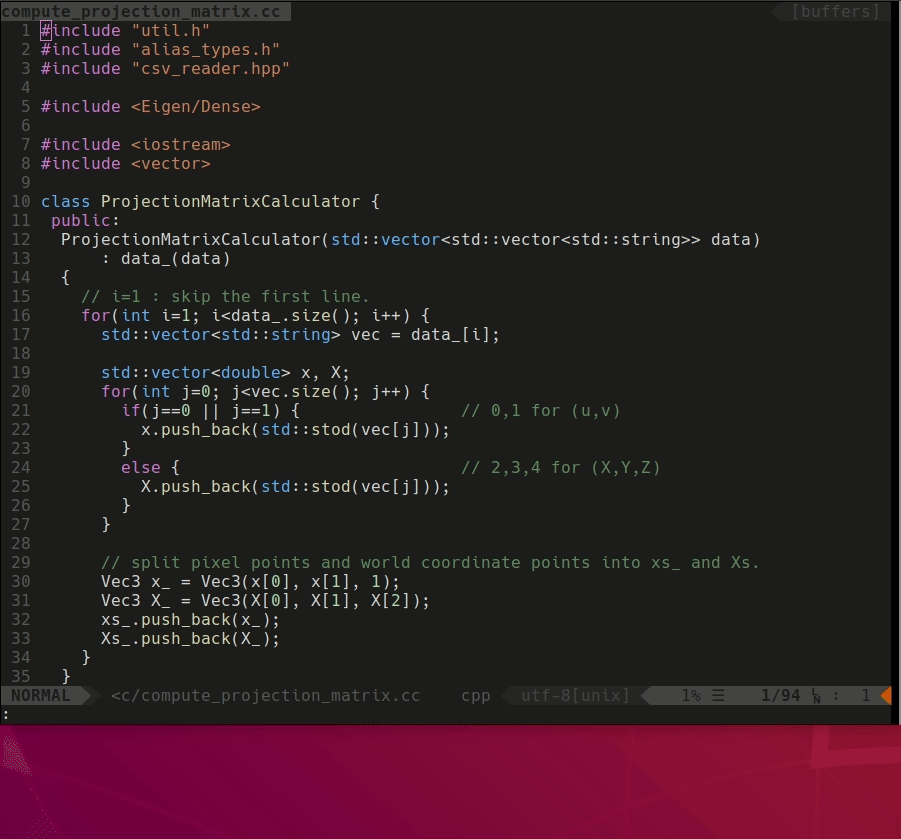 compute_projection_matrix.cc [buffers]
1 #include "util.h"
2 #include "alias_types.h"
3 #include "csv_reader.hpp"
4
5 #include <Eigen/Dense>
6
7 #include <iostream>
8 #include <vector>
9
10 class ProjectionMatrixCalculator {
11  public:
12   ProjectionMatrixCalculator(std::vector<std::vector<std::string>> data)
13       : data_(data)
14   {
15     // i=1 : skip the first line.
16     for(int i=1; i<data_.size(); i++) {
17       std::vector<std::string> vec = data_[i];
18
19       std::vector<double> x, X;
20       for(int j=0; j<vec.size(); j++) {
21         if(j==0 || j==1) {                // 0,1 for (u,v)
22           x.push_back(std::stod(vec[j]));
23         }
24         else {                            // 2,3,4 for (X,Y,Z)
25           X.push_back(std::stod(vec[j]));
26         }
27       }
28
29       // split pixel points and world coordinate points into xs_ and Xs.
30       Vec3 x_ = Vec3(x[0], x[1], 1);
31       Vec3 X_ = Vec3(X[0], X[1], X[2]);
32       xs_.push_back(x_);
33       Xs_.push_back(X_);
34     }
35   }
NORMAL <c/compute_projection_matrix.cc cpp utf-8[unix] 1% ☰ 1/94 ㏑ : 1
: